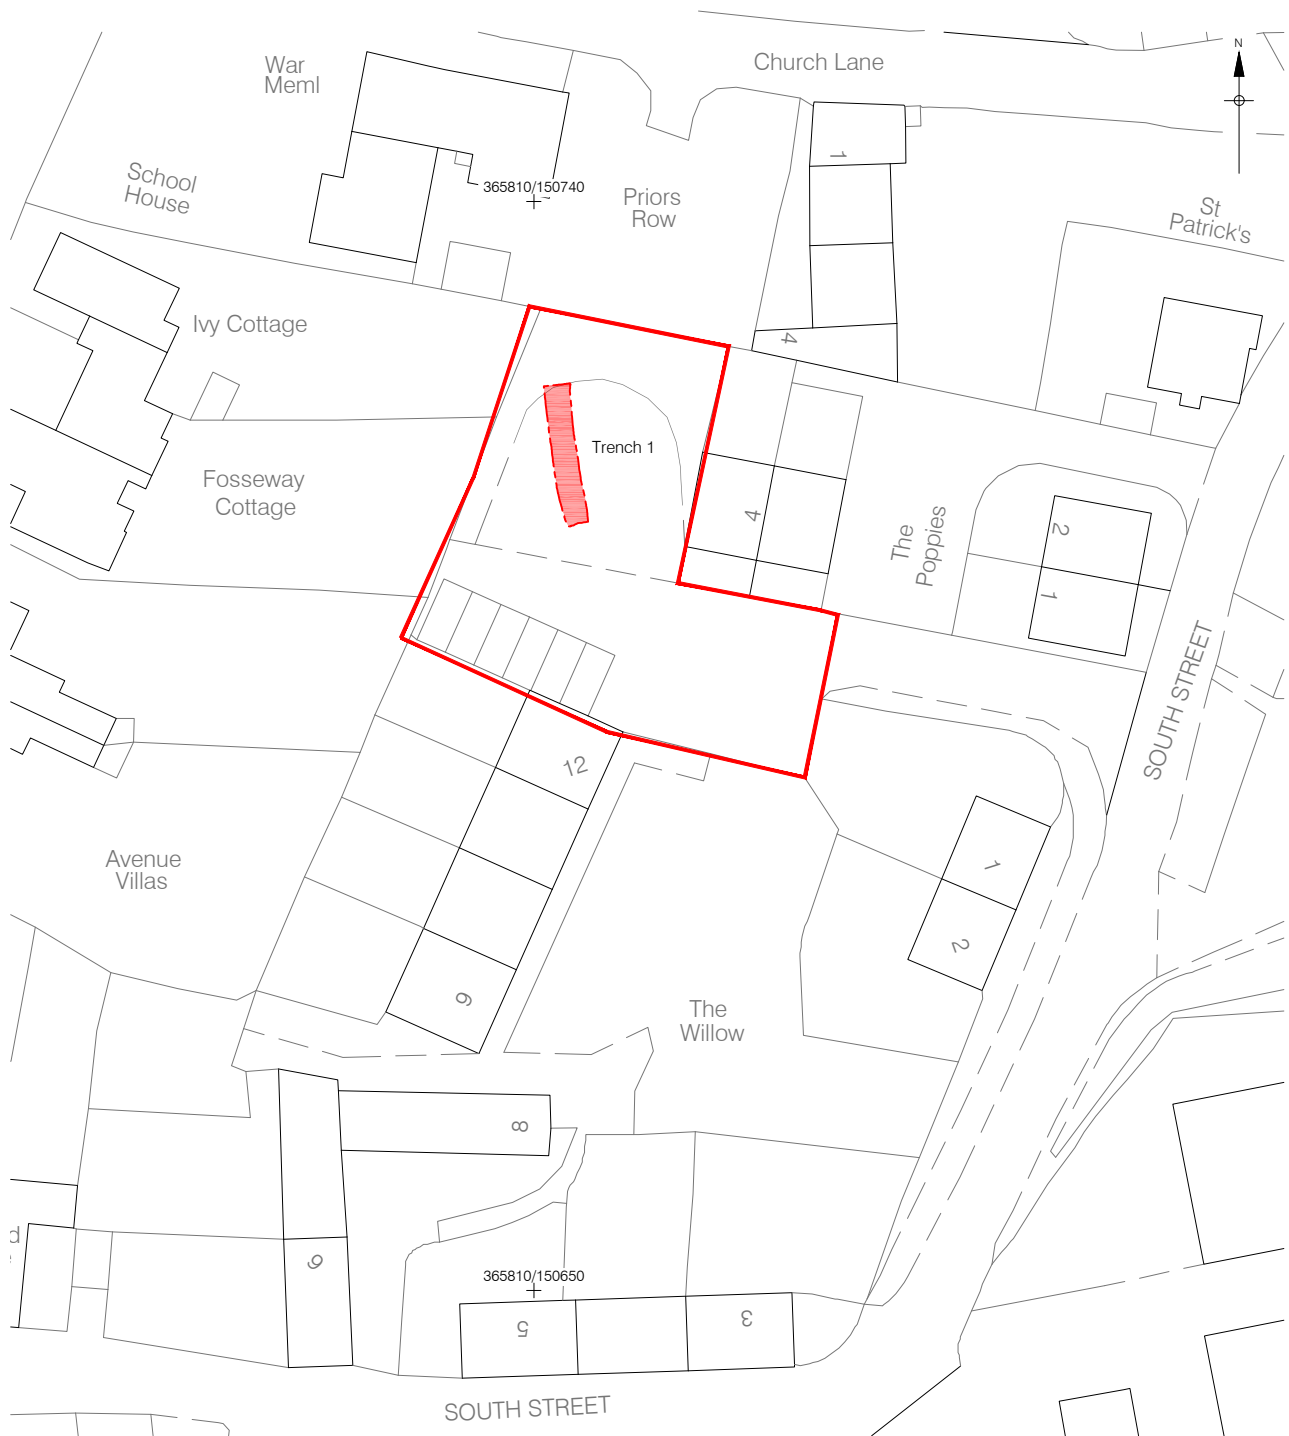 Church Lane
N
War
Meml
School
House
365810/150740
Priors
Row
1
St
Patrick's
Ivy Cottage
4
Trench 1
Fosseway
Cottage
4
The
Poppies
2
1
SOUTH STREET
12
Avenue
Villas
1
2
6
The
Willow
8
9
365810/150650
5
3
SOUTH STREET